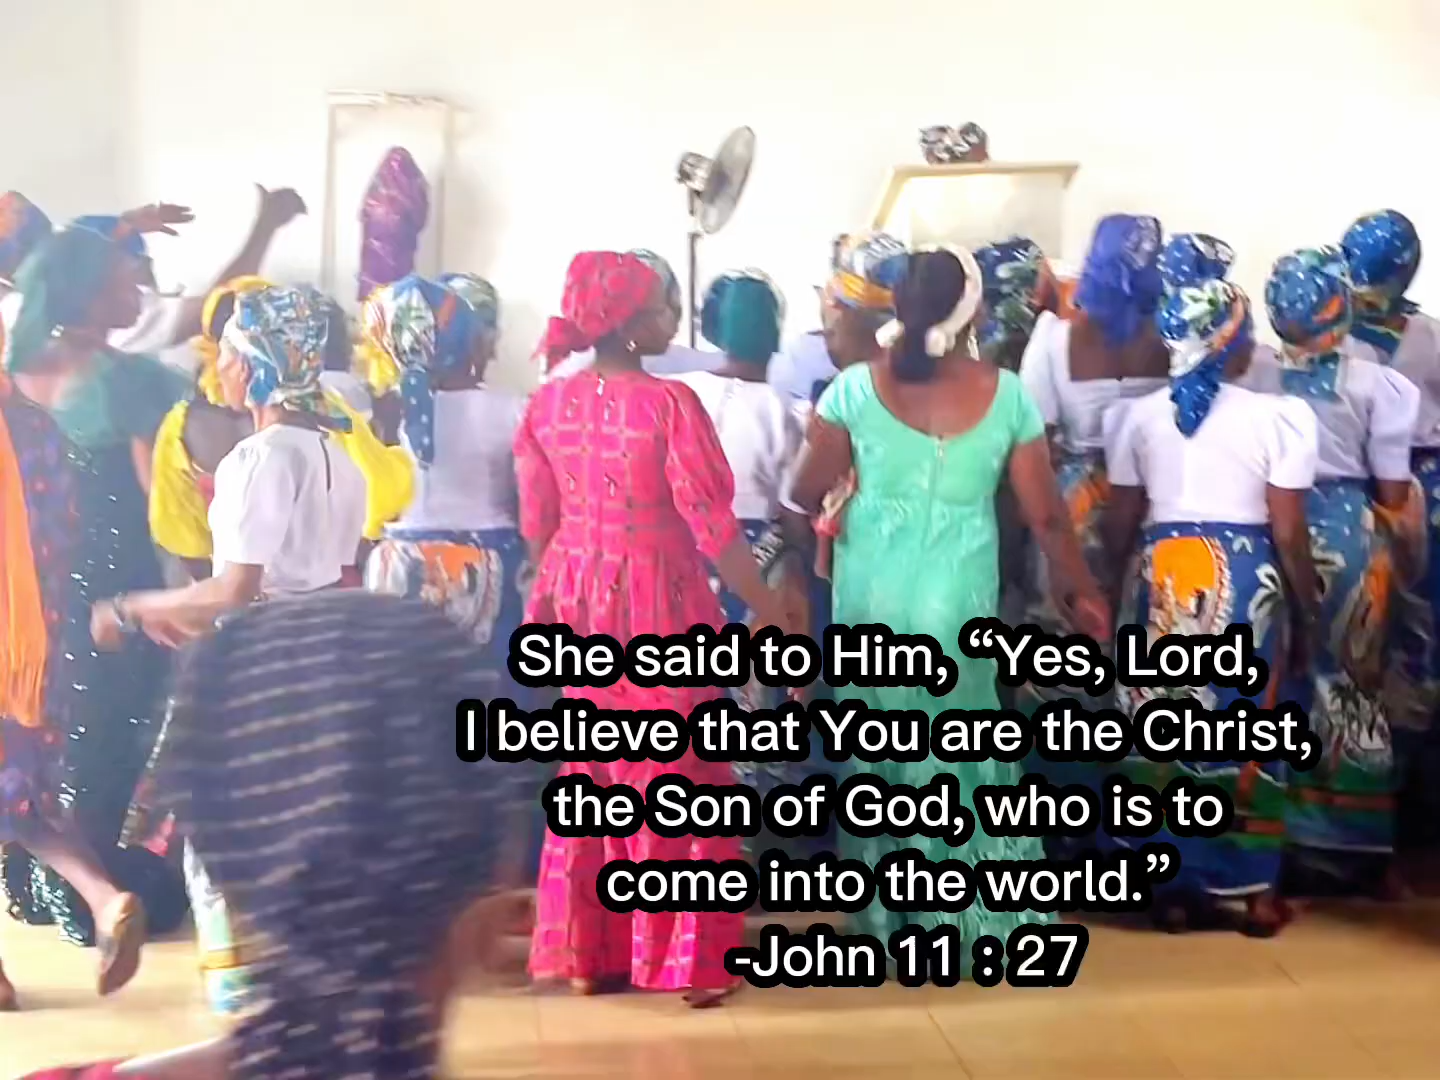 She said to Him, “Yes, Lord,
I believe that You are the Christ,
the Son of God, who is to
come into the world.”
-John 11 : 27